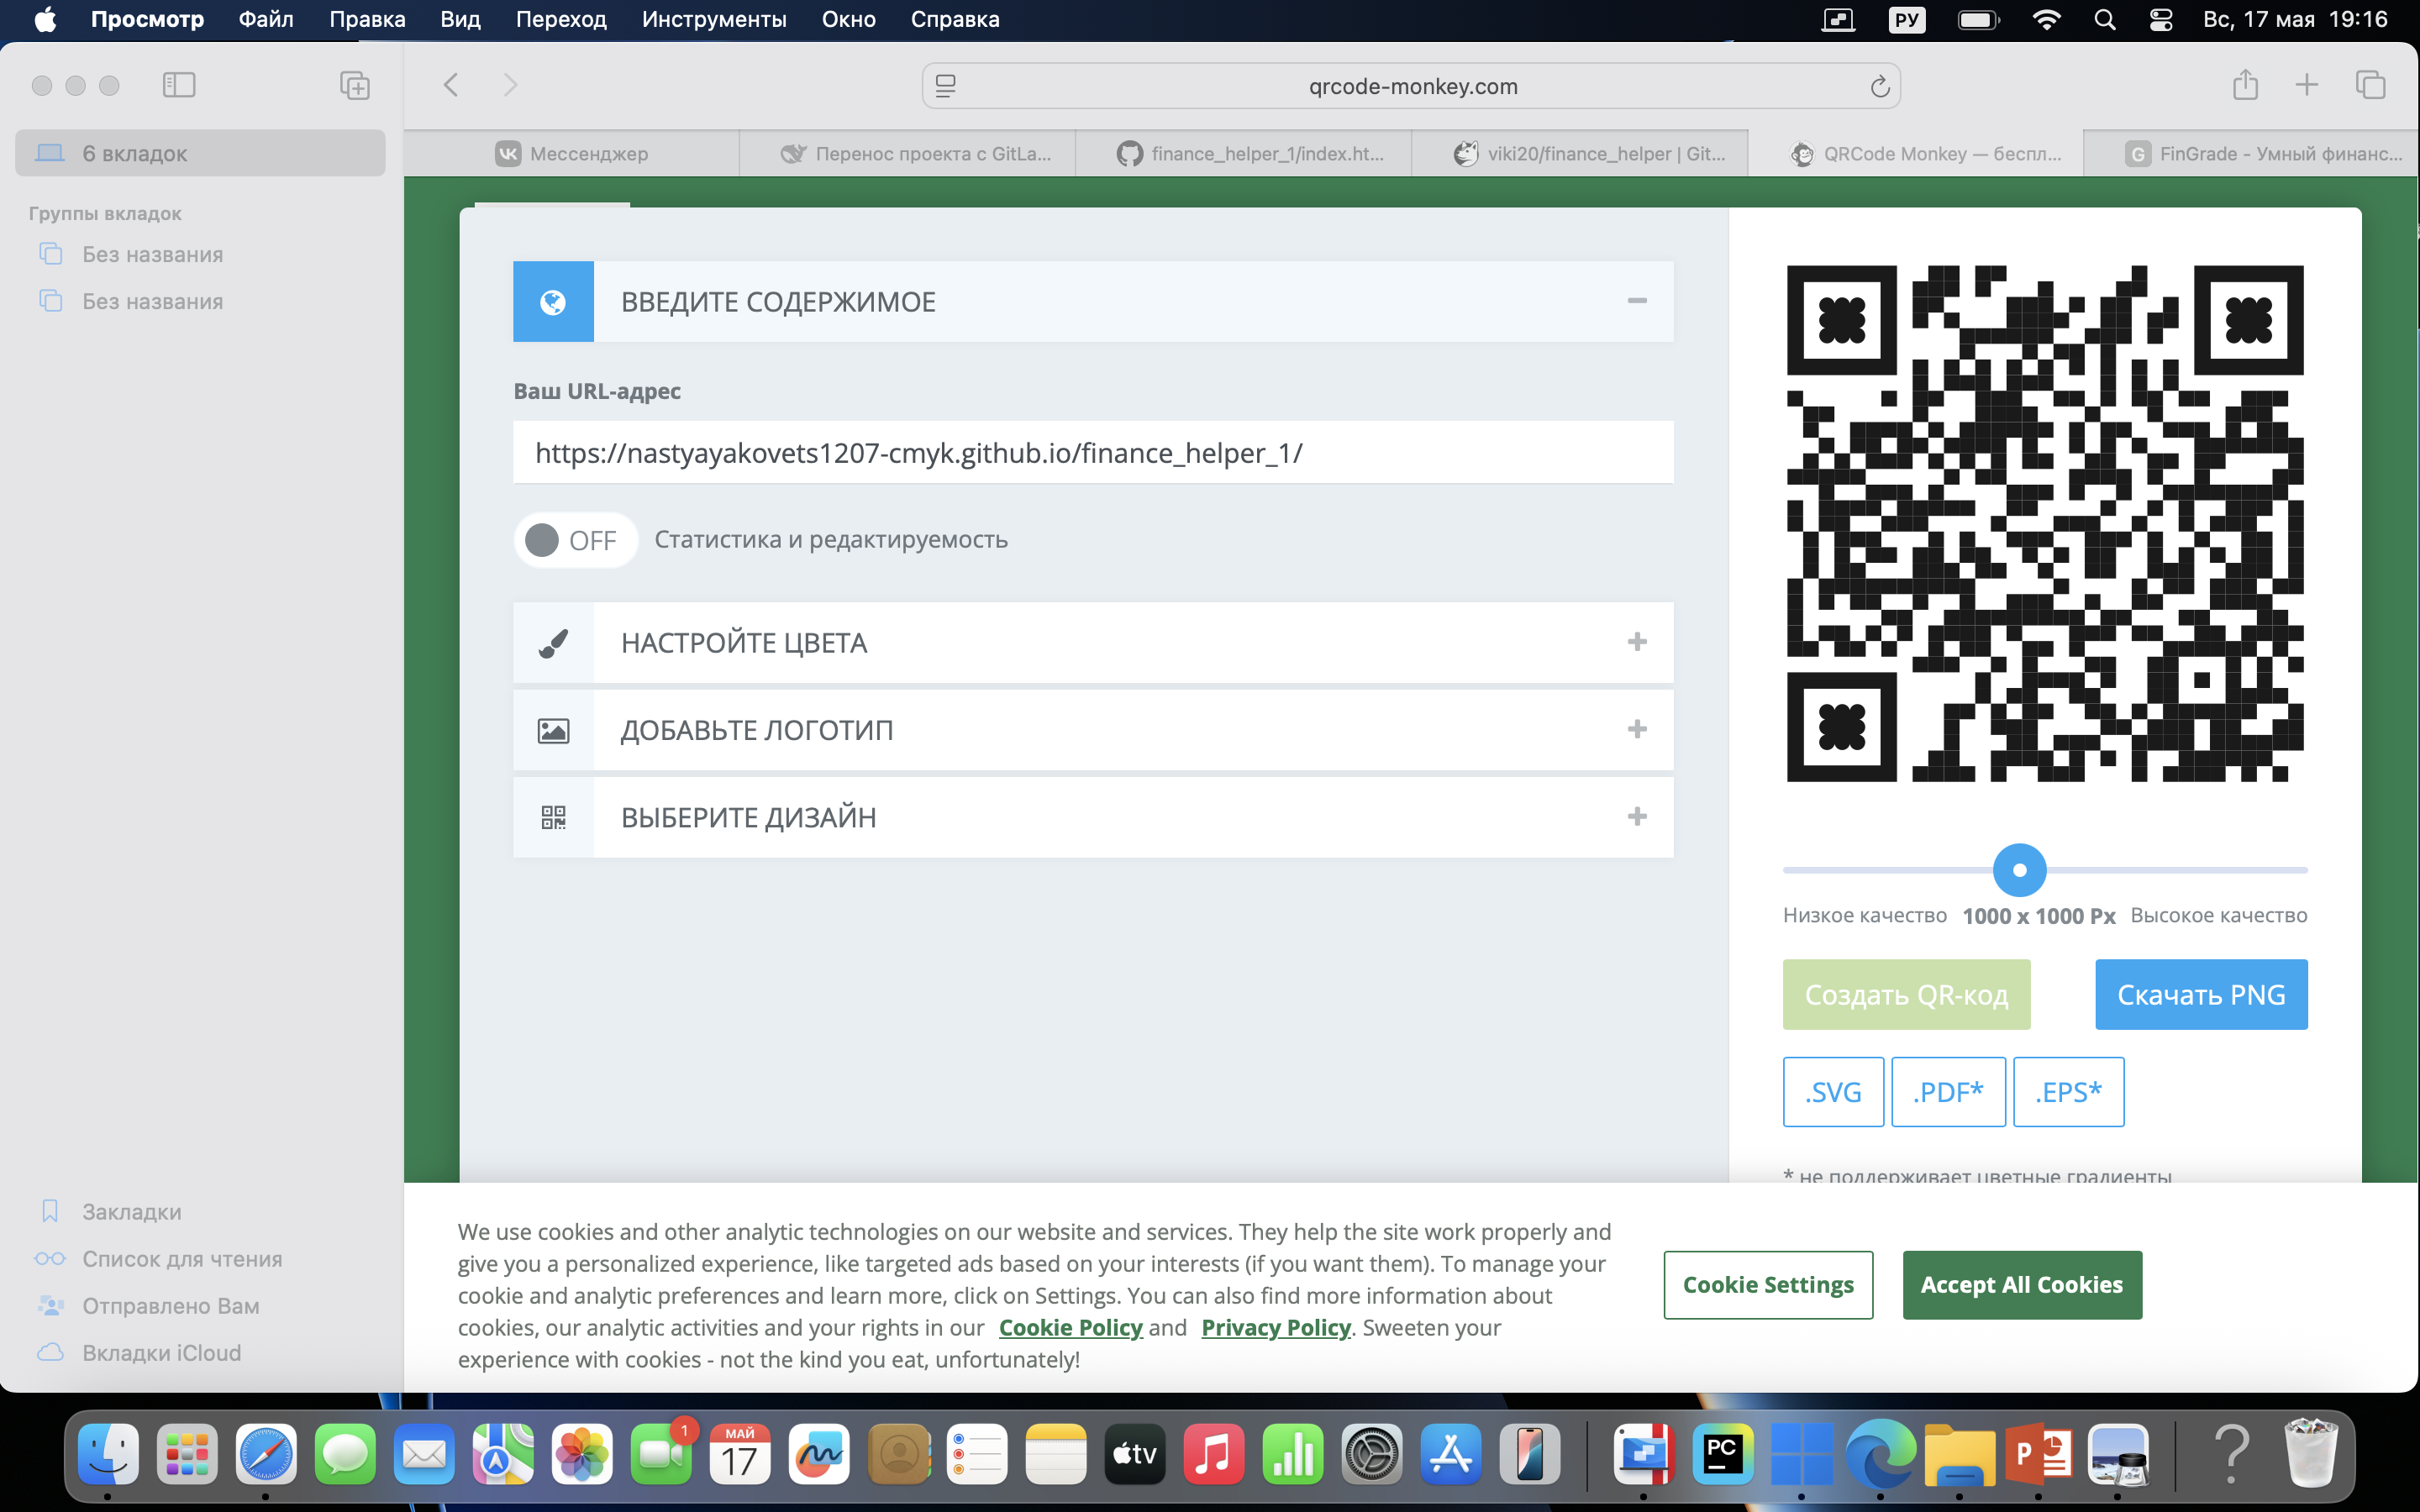 Просмотр Файл Правка Вид Переход Инструменты Окно Справка РУ Вс, 17 мая 19:16
qrcode-monkey.com
6 вкладок
Мессенджер
Перенос проекта с GitLa...
finance_helper_1/index.ht...
viki20/finance_helper | Git...
QRCode Monkey — беспл...
G FinGrade - Умный финанс...
Группы вкладок
Без названия
Без названия
Закладки
Список для чтения
Отправлено Вам
Вкладки iCloud
ВВЕДИТЕ СОДЕРЖИМОЕ
Ваш URL-адрес
https://nastyayakovets1207-cmyk.github.io/finance_helper_1/
OFF Статистика и редактируемость
НАСТРОЙТЕ ЦВЕТА
ДОБАВЬТЕ ЛОГОТИП
ВЫБЕРИТЕ ДИЗАЙН
Низкое качество 1000 x 1000 Px Высокое качество
Создать QR-код Скачать PNG
.SVG .PDF* .EPS*
* не поддерживает цветные градиенты
We use cookies and other analytic technologies on our website and services. They help the site work properly and
give you a personalized experience, like targeted ads based on your interests (if you want them). To manage your
cookie and analytic preferences and learn more, click on Settings. You can also find more information about
cookies, our analytic activities and your rights in our Cookie Policy and Privacy Policy. Sweeten your
experience with cookies - not the kind you eat, unfortunately!
Cookie Settings Accept All Cookies
1
МАЙ
17
tv
PC
P